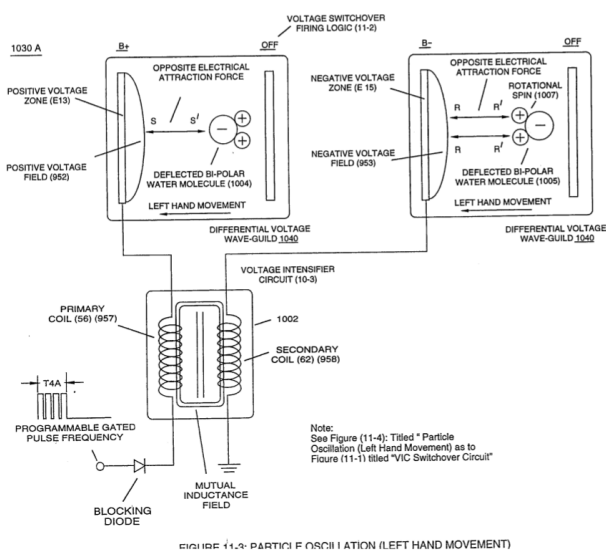 VOLTAGE SWITCHOVER
FIRING LOGIC (11-2)
1030 A
B+
OFF
B-
OFF
OPPOSITE ELECTRICAL
ATTRACTION FORCE
POSITIVE VOLTAGE
ZONE (E13)
S S'
+
+
-
POSITIVE VOLTAGE
FIELD (952)
DEFLECTED BI-POLAR
WATER MOLECULE (1004)
LEFT HAND MOVEMENT
DIFFERENTIAL VOLTAGE
WAVE-GUILD 1040
OPPOSITE ELECTRICAL
ATTRACTION FORCE
NEGATIVE VOLTAGE
ZONE (E 15)
ROTATIONAL
SPIN (1007)
R R'
R R'
+
+
-
NEGATIVE VOLTAGE
FIELD (953)
DEFLECTED BI-POLAR
WATER MOLECULE (1005)
LEFT HAND MOVEMENT
DIFFERENTIAL VOLTAGE
WAVE-GUILD 1040
VOLTAGE INTENSIFIER
CIRCUIT (10-3)
PRIMARY
COIL (56) (957)
1002
SECONDARY
COIL (62) (958)
T4A
PROGRAMMABLE GATED
PULSE FREQUENCY
BLOCKING
DIODE
MUTUAL
INDUCTANCE
FIELD
Note:
See Figure (11-4): Titled " Particle
Oscillation (Left Hand Movement) as to
Figure (11-1) titled "VIC Switchover Circuit"
FIGURE 11-3: PARTICLE OSCILLATION (LEFT HAND MOVEMENT)